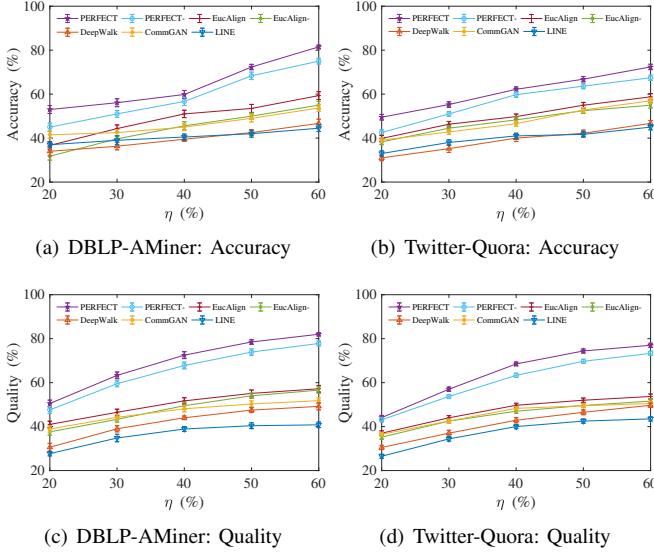 100
80
60
40
20
Accuracy (%)
PERFECT PERFECT- EucAlign EucAlign-
DeepWalk CommGAN LINE
20 30 40 50 60
η (%)
(a) DBLP-AMiner: Accuracy
100
80
60
40
20
Accuracy (%)
PERFECT PERFECT- EucAlign EucAlign-
DeepWalk CommGAN LINE
20 30 40 50 60
η (%)
(b) Twitter-Quora: Accuracy
100
80
60
40
20
Quality (%)
PERFECT PERFECT- EucAlign EucAlign-
DeepWalk CommGAN LINE
20 30 40 50 60
η (%)
(c) DBLP-AMiner: Quality
100
80
60
40
20
Quality (%)
PERFECT PERFECT- EucAlign EucAlign-
DeepWalk CommGAN LINE
20 30 40 50 60
η (%)
(d) Twitter-Quora: Quality